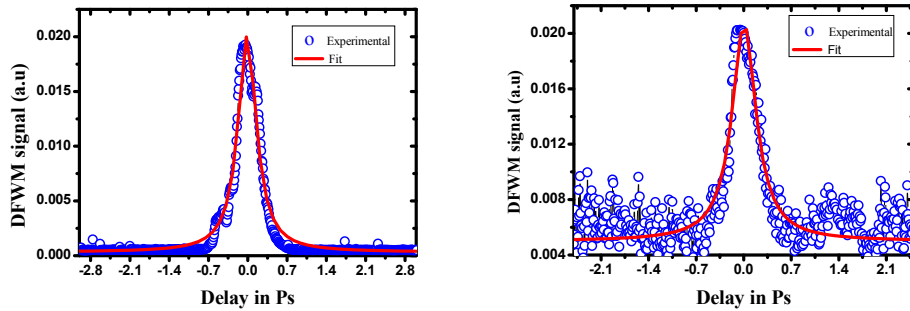 0.020
0.015
0.010
0.005
0.000
DFWM signal (a.u)
-2.8 -2.1 -1.4 -0.7 0.0 0.7 1.4 2.1 2.8
Delay in Ps
Experimental
Fit
0.020
0.016
0.012
0.008
0.004
DFWM signal (a.u)
-2.1 -1.4 -0.7 0.0 0.7 1.4 2.1
Delay in Ps
Experimental
Fit